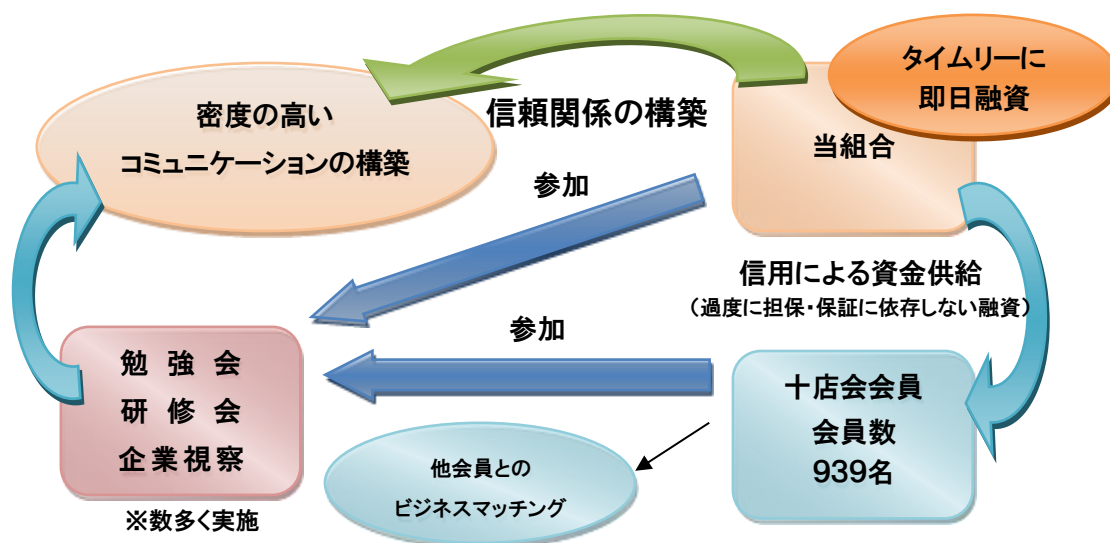 タイムリーに
即日融資
密度の高い
コミュニケーションの構築
信頼関係の構築
当組合
参加
信用による資金供給
（過度に担保・保証に依存しない融資）
参加
勉強会
研修会
企業視察
※数多く実施
十店会会員
会員数
939名
他会員との
ビジネスマッチング